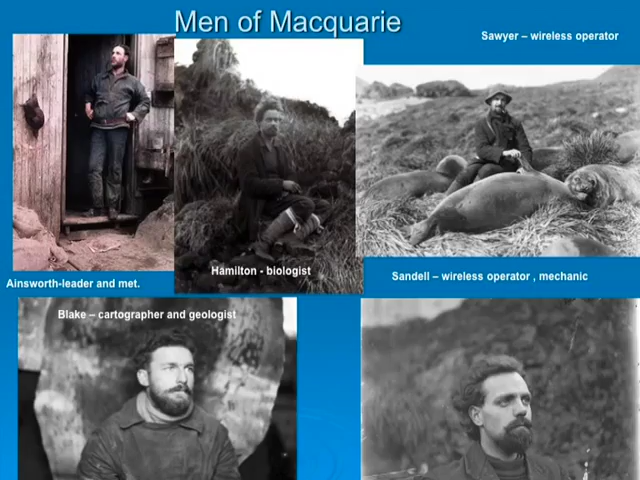 Men of Macquarie
Sawyer – wireless operator
Ainsworth-leader and met.
Hamilton - biologist
Sandell – wireless operator , mechanic
Blake – cartographer and geologist